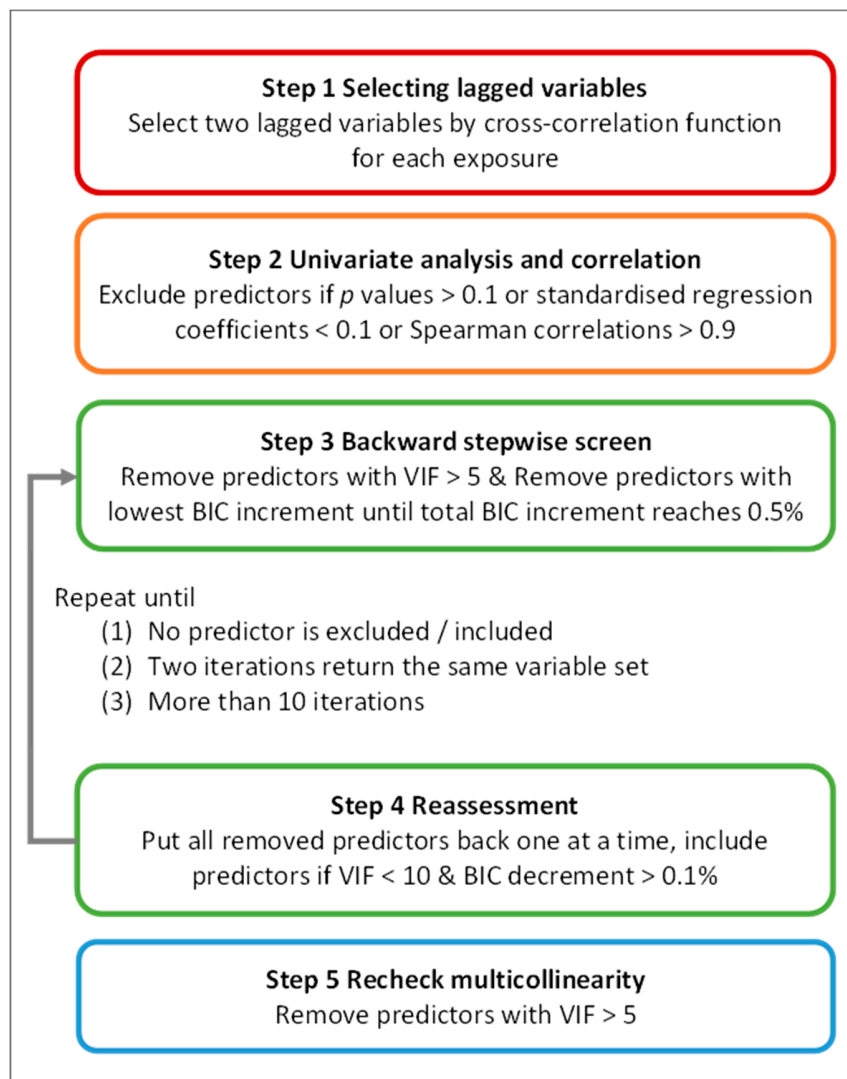 Step 1 Selecting lagged variables
Select two lagged variables by cross-correlation function
for each exposure
Step 2 Univariate analysis and correlation
Exclude predictors if p values > 0.1 or standardised regression
coefficients < 0.1 or Spearman correlations > 0.9
Step 3 Backward stepwise screen
Remove predictors with VIF > 5 & Remove predictors with
lowest BIC increment until total BIC increment reaches 0.5%
Repeat until
(1) No predictor is excluded / included
(2) Two iterations return the same variable set
(3) More than 10 iterations
Step 4 Reassessment
Put all removed predictors back one at a time, include
predictors if VIF < 10 & BIC decrement > 0.1%
Step 5 Recheck multicollinearity
Remove predictors with VIF > 5